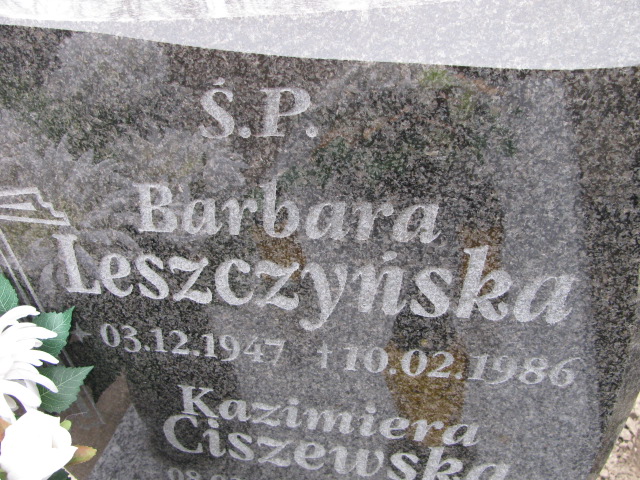 Ś.P.
Barbara
Leszczyńska
03.12.1947 †10.02.1986
Kazimiera
Ciszewska